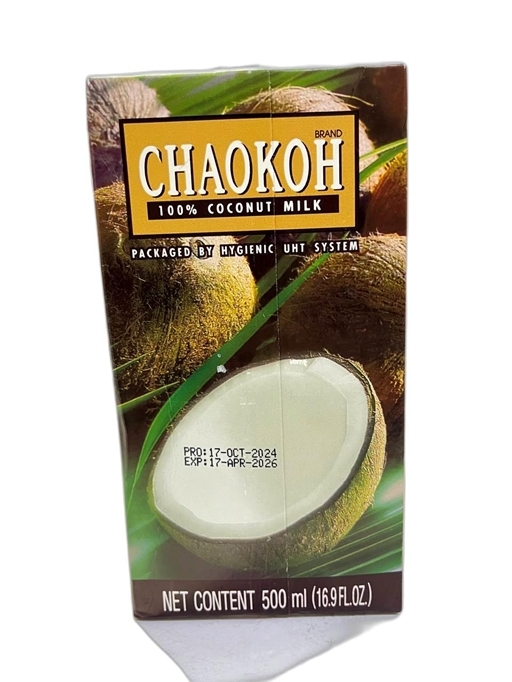 BRAND
CHAOKOH
100% COCONUT MILK
PACKAGED BY HYGIENIC UHT SYSTEM
PRO:17-OCT-2024
EXP:17-APR-2026
NET CONTENT 500 ml (16.9 FL.OZ.)